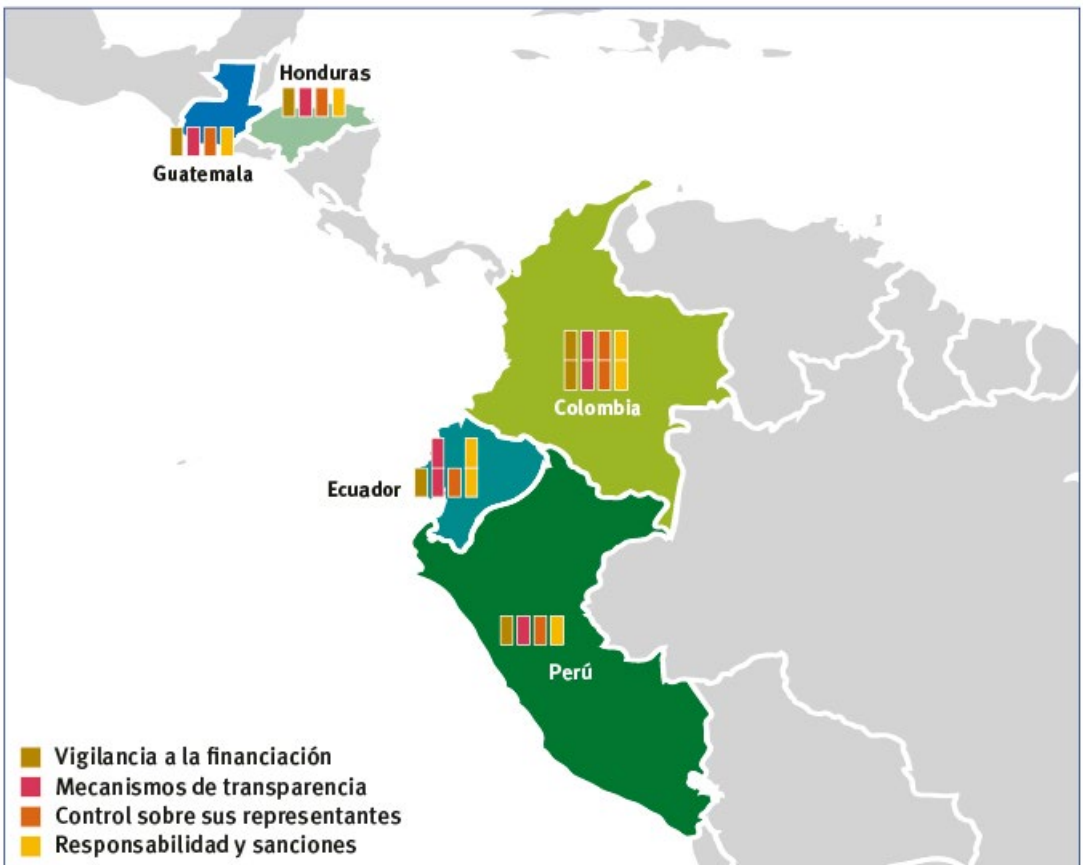 Honduras
Guatemala
Colombia
Ecuador
Perú
Vigilancia a la financiación
Mecanismos de transparencia
Control sobre sus representantes
Responsabilidad y sanciones